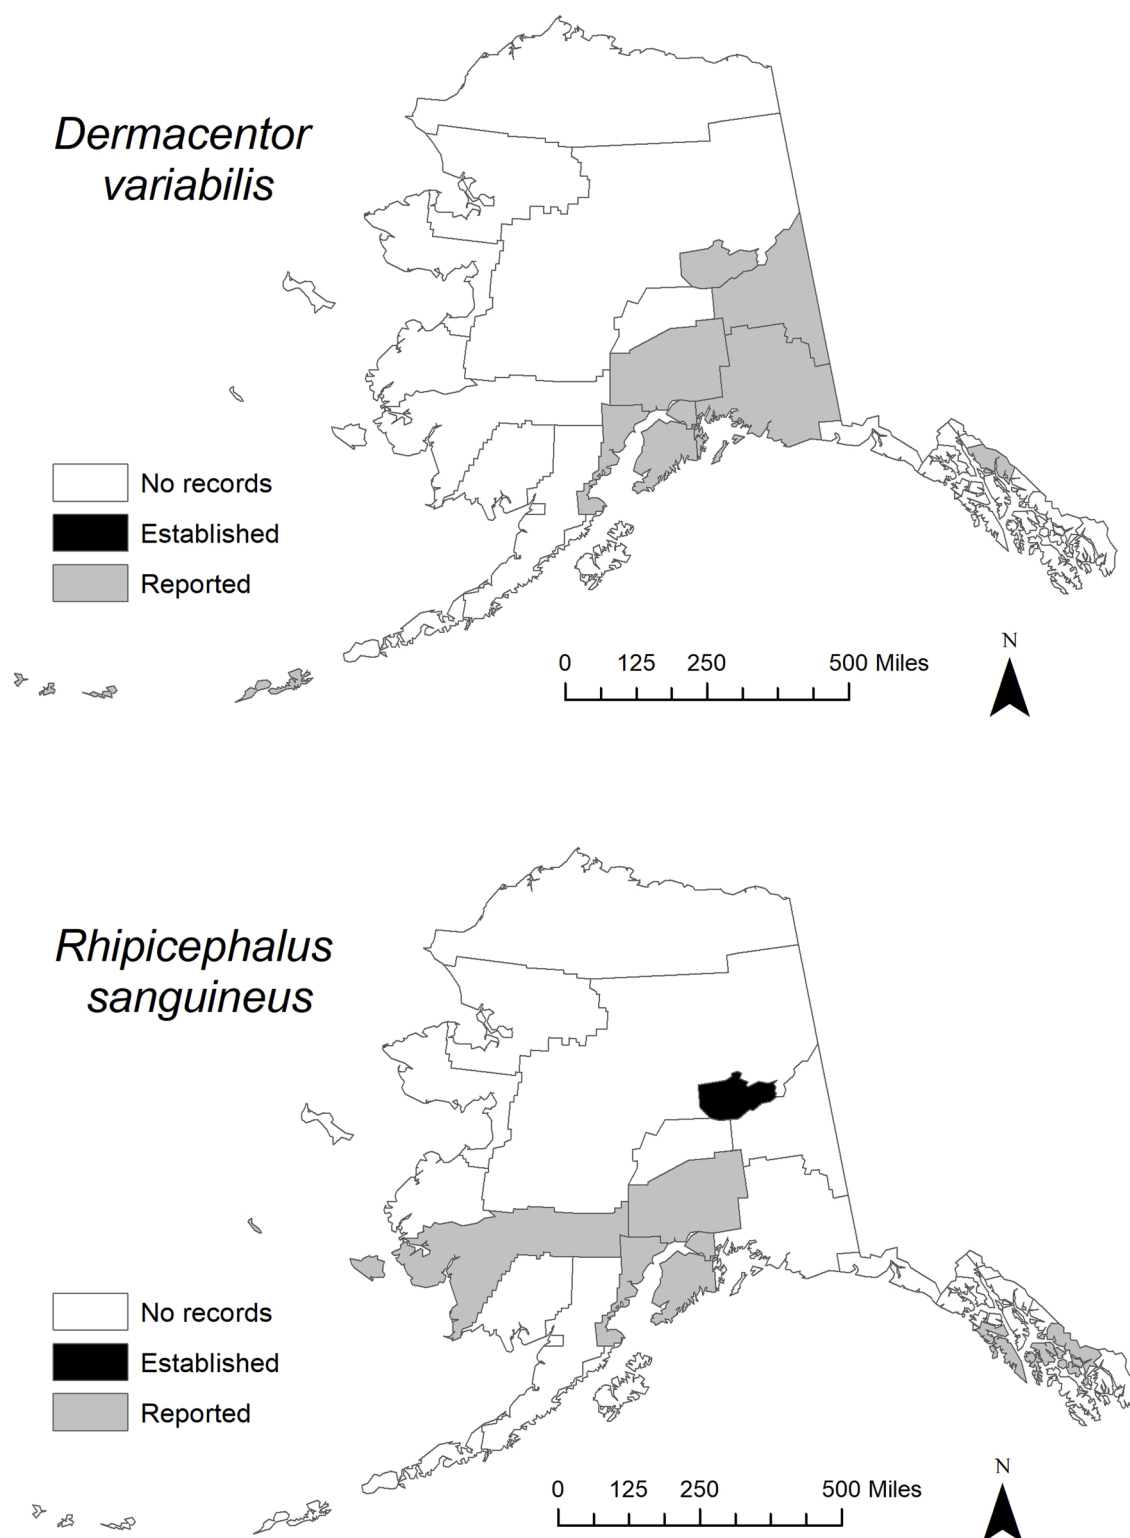 Dermacentor
variabilis
No records
Established
Reported
0 125 250 500 Miles
N
Rhipicephalus
sanguineus
No records
Established
Reported
0 125 250 500 Miles
N